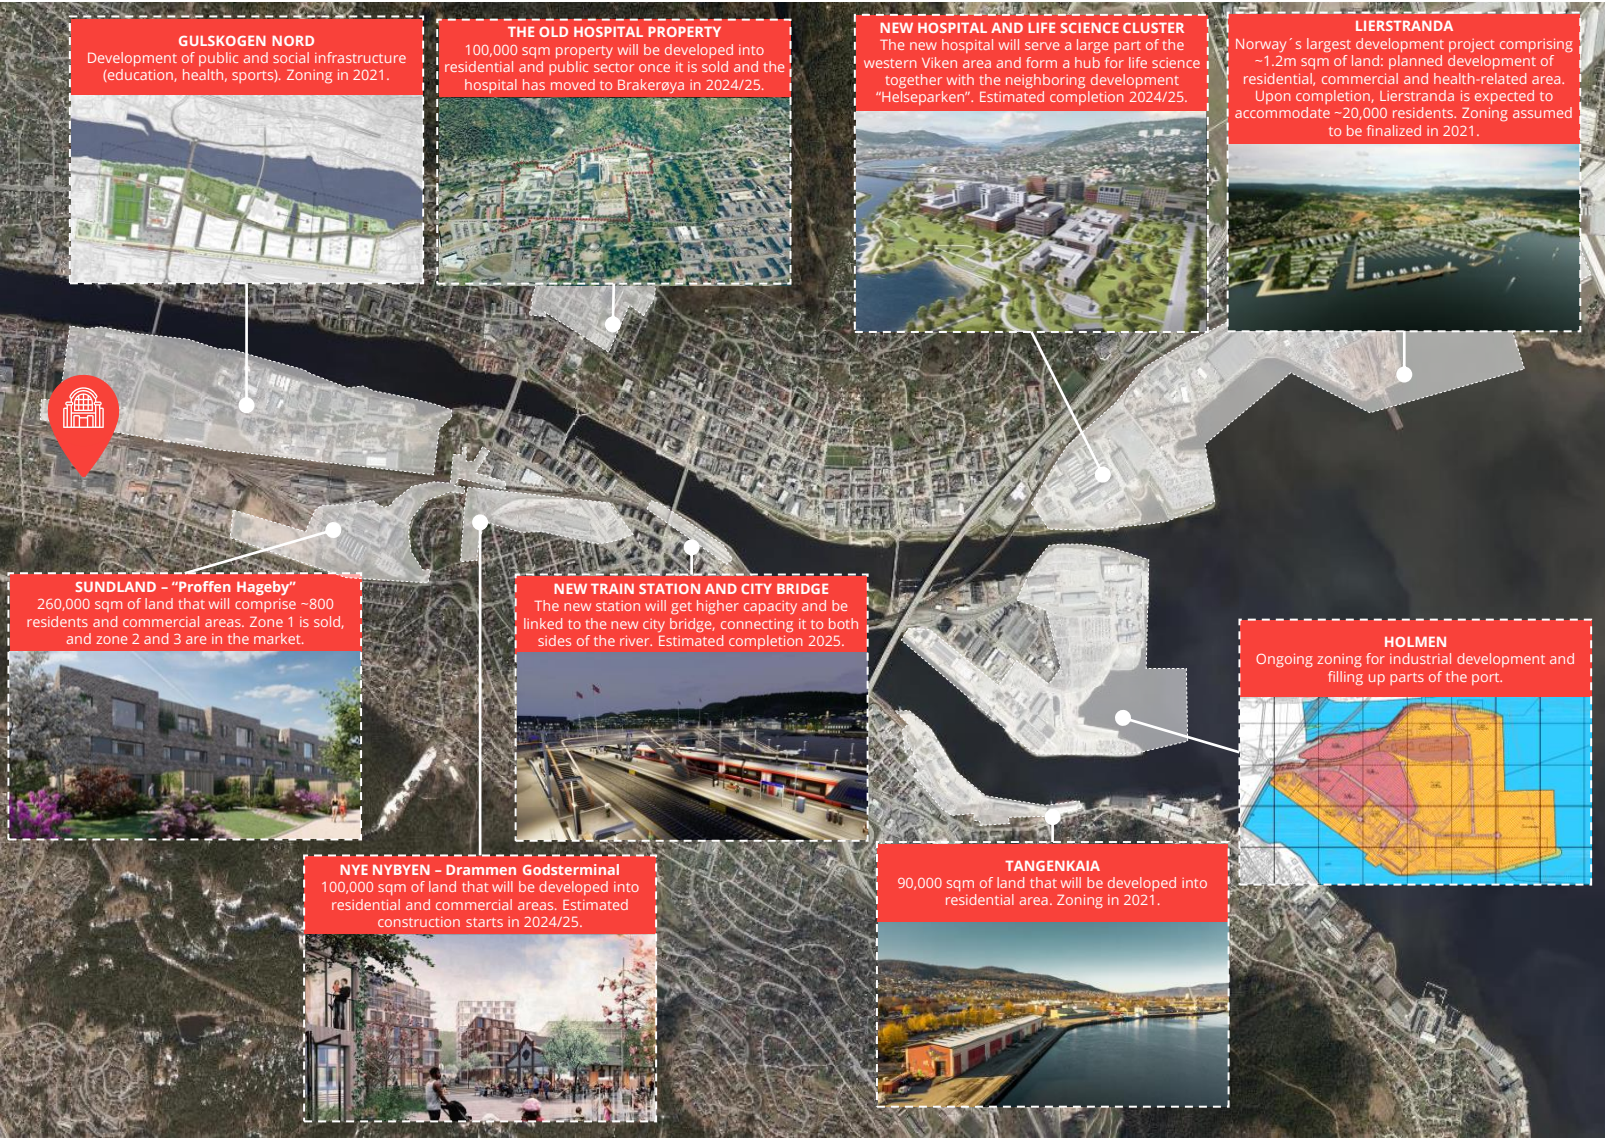 GULSKOGEN NORD
Development of public and social infrastructure
(education, health, sports). Zoning in 2021.
THE OLD HOSPITAL PROPERTY
100,000 sqm property will be developed into
residential and public sector once it is sold and the
hospital has moved to Brakerøya in 2024/25.
NEW HOSPITAL AND LIFE SCIENCE CLUSTER
The new hospital will serve a large part of the
western Viken area and form a hub for life science
together with the neighboring development
“Helseparken”. Estimated completion 2024/25.
LIERSTRANDA
Norway´s largest development project comprising
~1.2m sqm of land: planned development of
residential, commercial and health-related area.
Upon completion, Lierstranda is expected to
accommodate ~20,000 residents. Zoning assumed
to be finalized in 2021.
SUNDLAND – “Proffen Hageby”
260,000 sqm of land that will comprise ~800
residents and commercial areas. Zone 1 is sold,
and zone 2 and 3 are in the market.
NEW TRAIN STATION AND CITY BRIDGE
The new station will get higher capacity and be
linked to the new city bridge, connecting it to both
sides of the river. Estimated completion 2025.
HOLMEN
Ongoing zoning for industrial development and
filling up parts of the port.
NYE NYBYEN – Drammen Godsterminal
100,000 sqm of land that will be developed into
residential and commercial areas. Estimated
construction starts in 2024/25.
TANGENKAIA
90,000 sqm of land that will be developed into
residential area. Zoning in 2021.